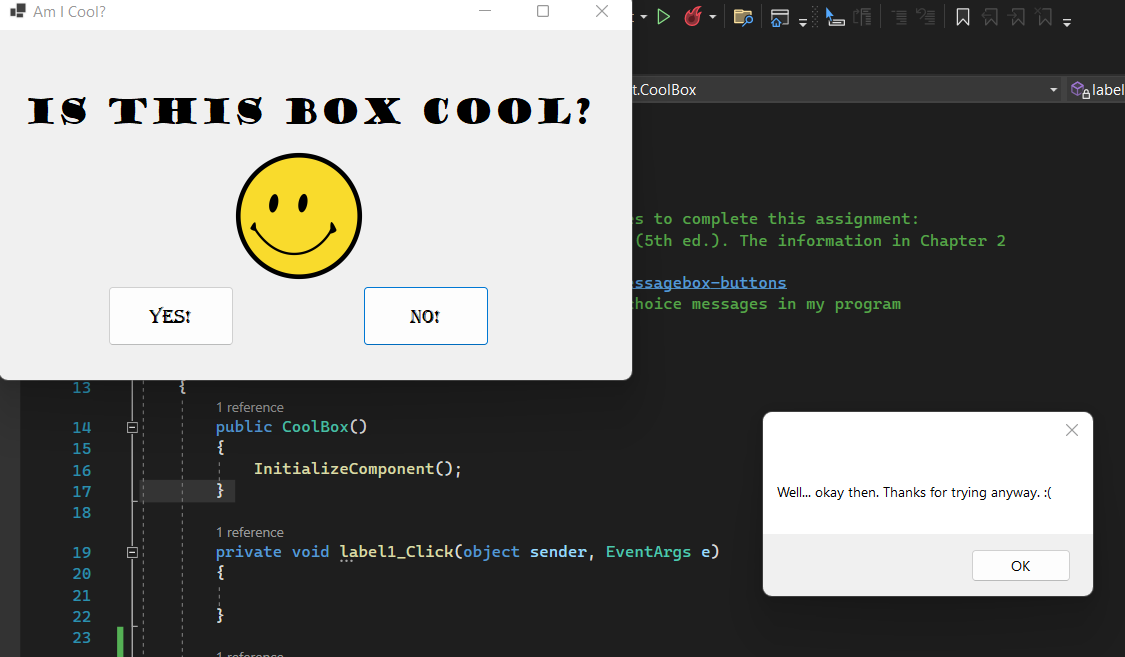 Am I Cool?
IS THIS BOX COOL?
YES!
NO!
t.CoolBox
label
es to complete this assignment:
(5th ed.). The information in Chapter 2
essagebox-buttons
choice messages in my program
13 {
1 reference
14 public CoolBox()
15 {
16 InitializeComponent();
17 }
18
1 reference
19 private void label1_Click(object sender, EventArgs e)
20 {
21
22 }
23
1 reference
Well... okay then. Thanks for trying anyway. :(
OK